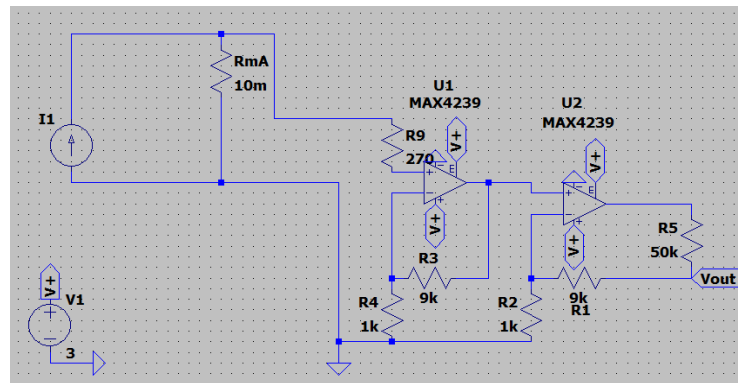 RmA
10m
I1
U1
MAX4239
U2
MAX4239
R9
270
V+
V+
E
E
V+
V+
R3
9k
R5
50k
Vout
9k
R1
R4
1k
R2
1k
V+
V1
3